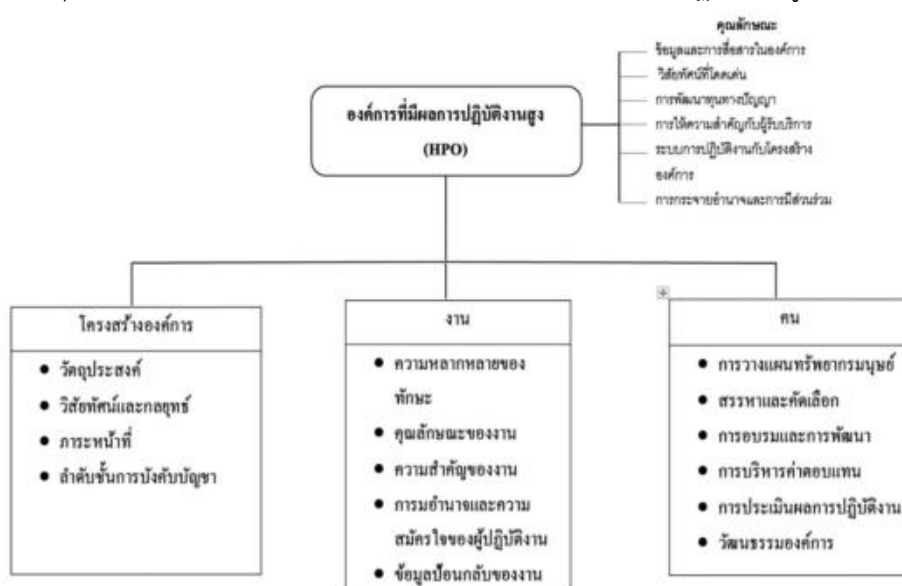 คุณลักษณะ
ข้อมูลและการสื่อสารในองค์การ
วิสัยทัศน์ที่โดดเด่น
การพัฒนาทุนทางปัญญา
การให้ความสำคัญกับผู้รับบริการ
ระบบการปฏิบัติงานกับโครงสร้าง
องค์การ
การกระจายอำนาจและการมีส่วนร่วม
องค์การที่มีผลการปฏิบัติงานสูง
(HPO)
โครงสร้างองค์การ
● วัตถุประสงค์
● วิสัยทัศน์และกลยุทธ์
● ภาระหน้าที่
● ลำดับชั้นการบังคับบัญชา
งาน
● ความหลากหลายของ
ทักษะ
● คุณลักษณะของงาน
● ความสำคัญของงาน
● การมอำนาจและความ
สมัครใจของผู้ปฏิบัติงาน
● ข้อมูลป้อนกลับของงาน
คน
● การวางแผนทรัพยากรมนุษย์
● สรรหาและคัดเลือก
● การอบรมและการพัฒนา
● การบริหารค่าตอบแทน
● การประเมินผลการปฏิบัติงาน
● วัฒนธรรมองค์การ